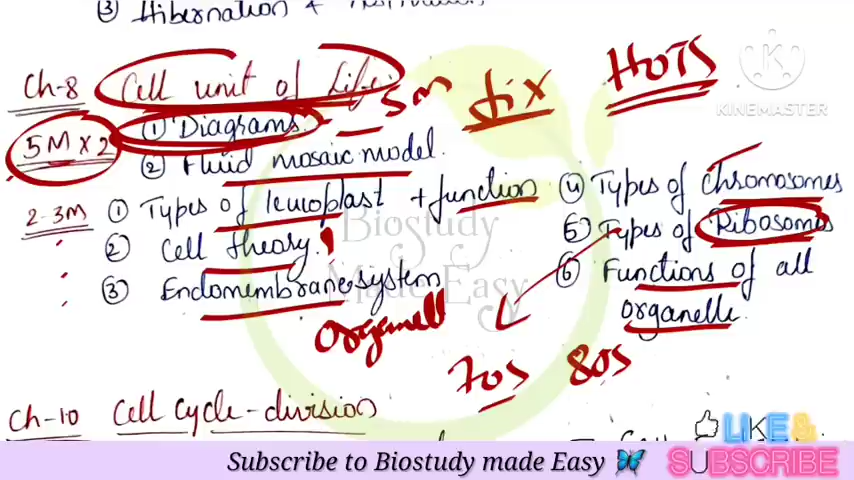 ③ Hibernation +
Ch-8 Cell unit of Life
5M fix HOTS
KINEMASTER
5M x 2 ① Diagrams
② Fluid mosaic model.
2-3M ① Types of leucoplast + function
② Cell theory
③ Endomembrane system
④ Types of Chromosomes
⑤ Types of Ribosomes
⑥ Functions of all
organelle.
Organell
70S 80S
Biostudy
Made Easy
Ch-10 Cell Cycle-division
LIKE &
SUBSCRIBE
Subscribe to Biostudy made Easy